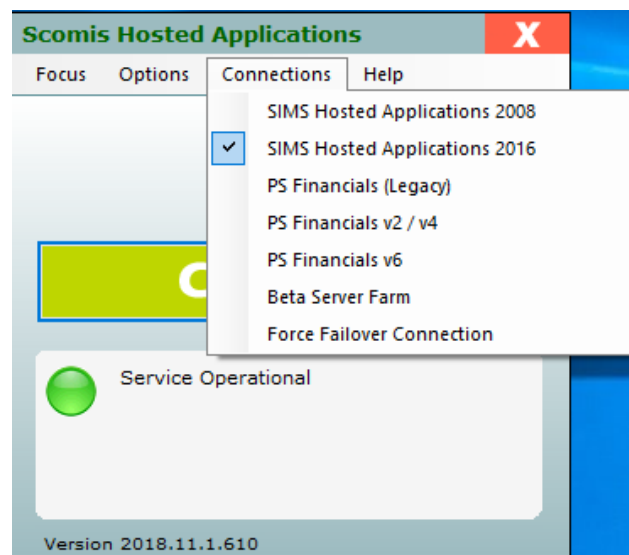 Scomis Hosted Applications
X
Focus Options Connections Help
SIMS Hosted Applications 2008
SIMS Hosted Applications 2016
PS Financials (Legacy)
PS Financials v2 / v4
PS Financials v6
Beta Server Farm
Force Failover Connection
Service Operational
Version 2018.11.1.610